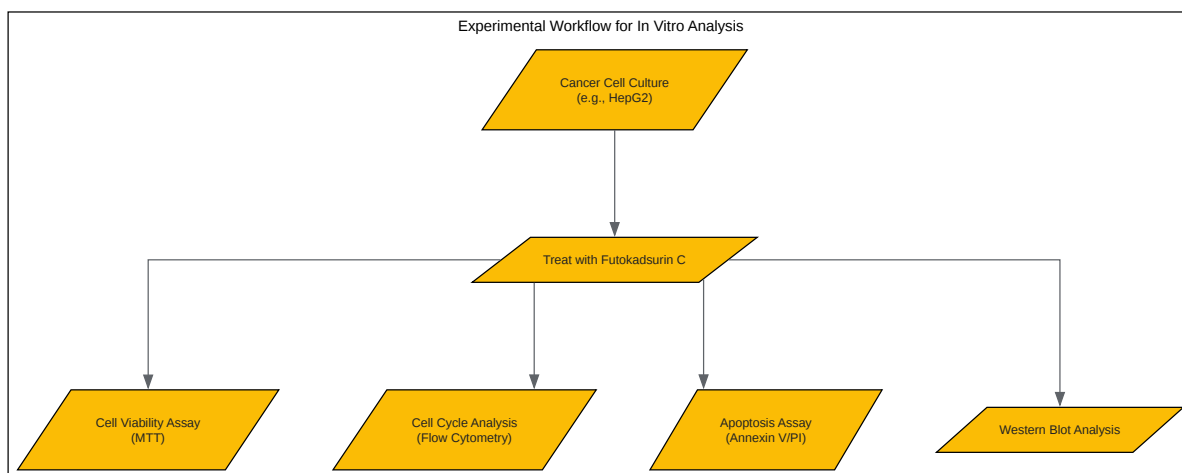 Experimental Workflow for In Vitro Analysis
Cancer Cell Culture
(e.g., HepG2)
Treat with Futokadsurin C
Cell Viability Assay
(MTT)
Cell Cycle Analysis
(Flow Cytometry)
Apoptosis Assay
(Annexin V/PI)
Western Blot Analysis